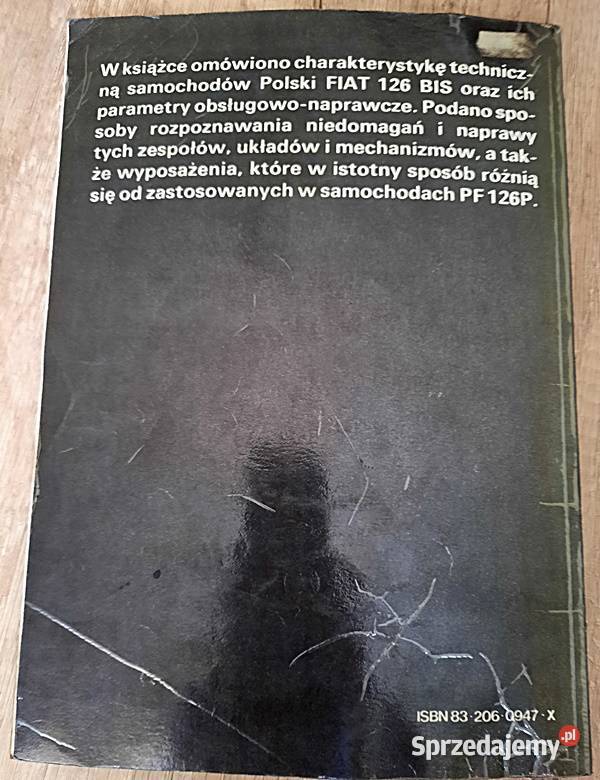 W książce omówiono charakterystykę technicz-
ną samochodów Polski FIAT 126 BIS oraz ich
parametry obsługowo-naprawcze. Podano spo-
soby rozpoznawania niedomagań i naprawy
tych zespołów, układów i mechanizmów, a tak-
że wyposażenia, które w istotny sposób różnią
się od zastosowanych w samochodach PF 126P.
ISBN 83-206-0947-X
Sprzedajemy.pl